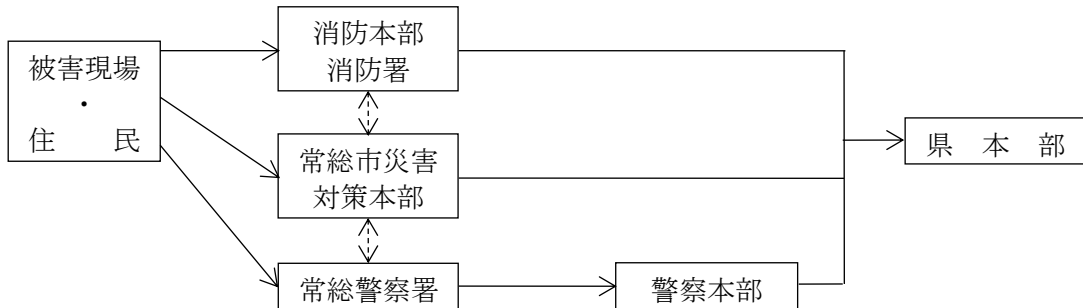 被害現場
・
住　　民
消防本部
消防署
常総市災害
対策本部
常総警察署
警察本部
県　本　部